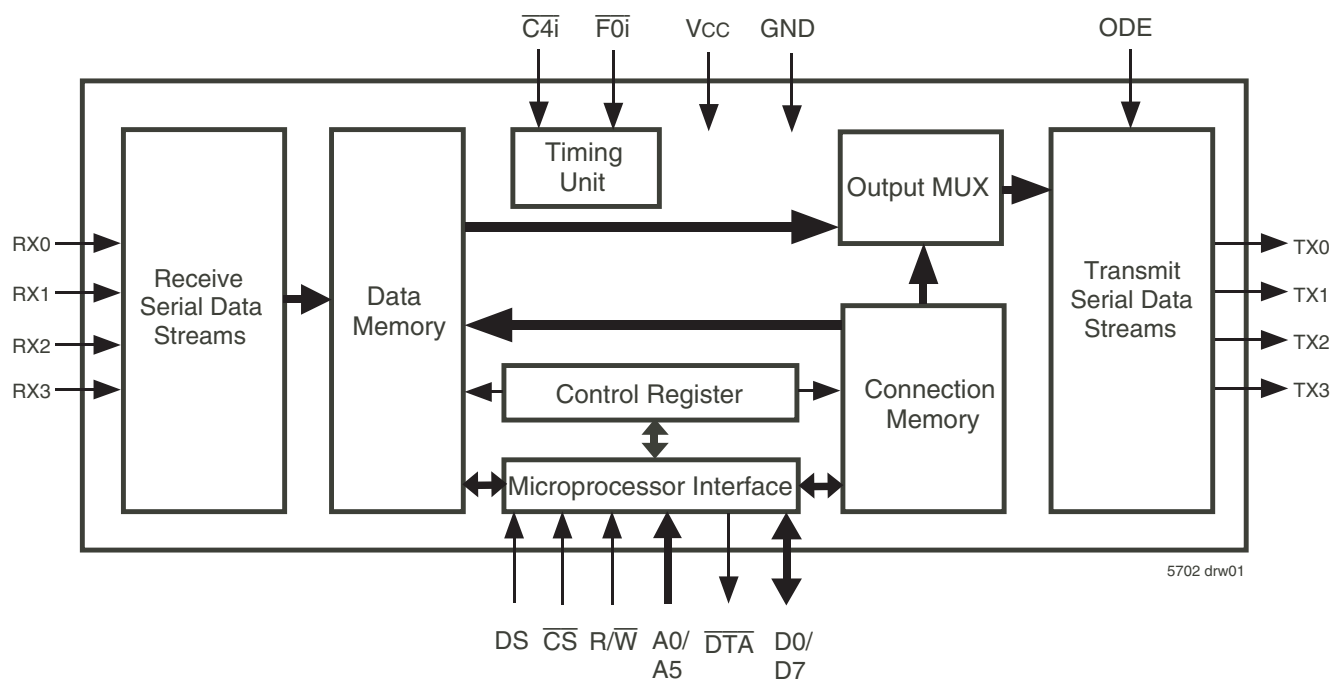 C4i F0i VCC GND ODE
Timing
Unit
Output MUX
RX0
RX1
RX2
RX3
Receive
Serial Data
Streams
Data
Memory
Transmit
Serial Data
Streams
TX0
TX1
TX2
TX3
Control Register
Connection
Memory
Microprocessor Interface
5702 drw01
DS CS R/W A0/ DTA D0/
A5 D7